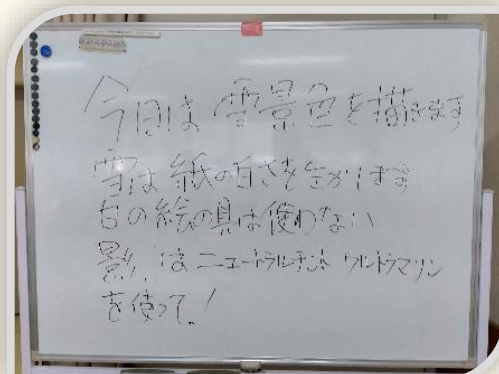 今回は 雪景色を描きます
雪は紙の白さを生かします
白の絵の具は使わない
影.はニュートラルチント ウルトラマリン
を使って!